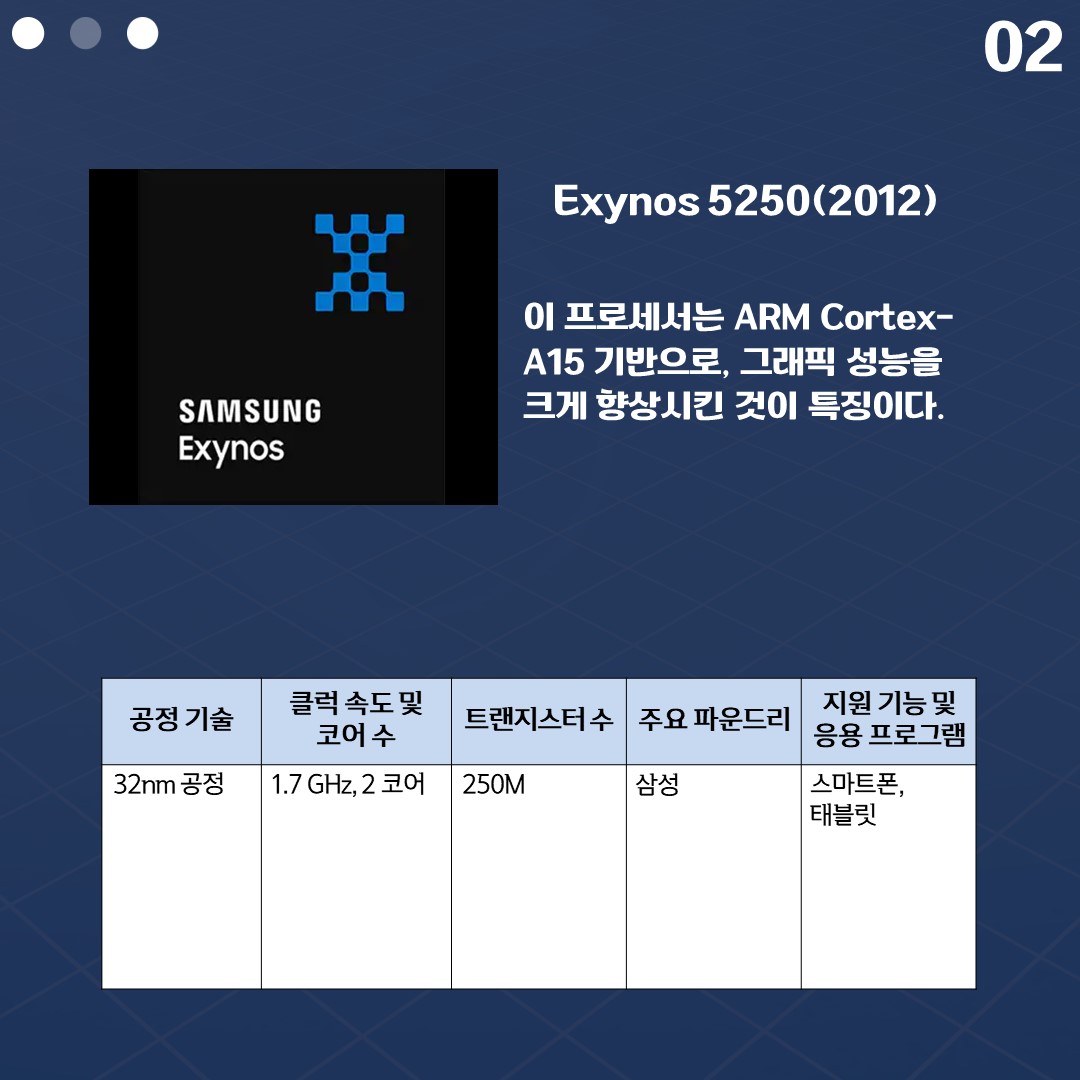 02
SAMSUNG
Exynos
Exynos 5250(2012)
이 프로세서는 ARM Cortex-
A15 기반으로, 그래픽 성능을
크게 향상시킨 것이 특징이다.
공정 기술
클럭 속도 및
코어 수
트랜지스터 수
주요 파운드리
지원 기능 및
응용 프로그램
32nm 공정
1.7 GHz, 2 코어
250M
삼성
스마트폰,
태블릿